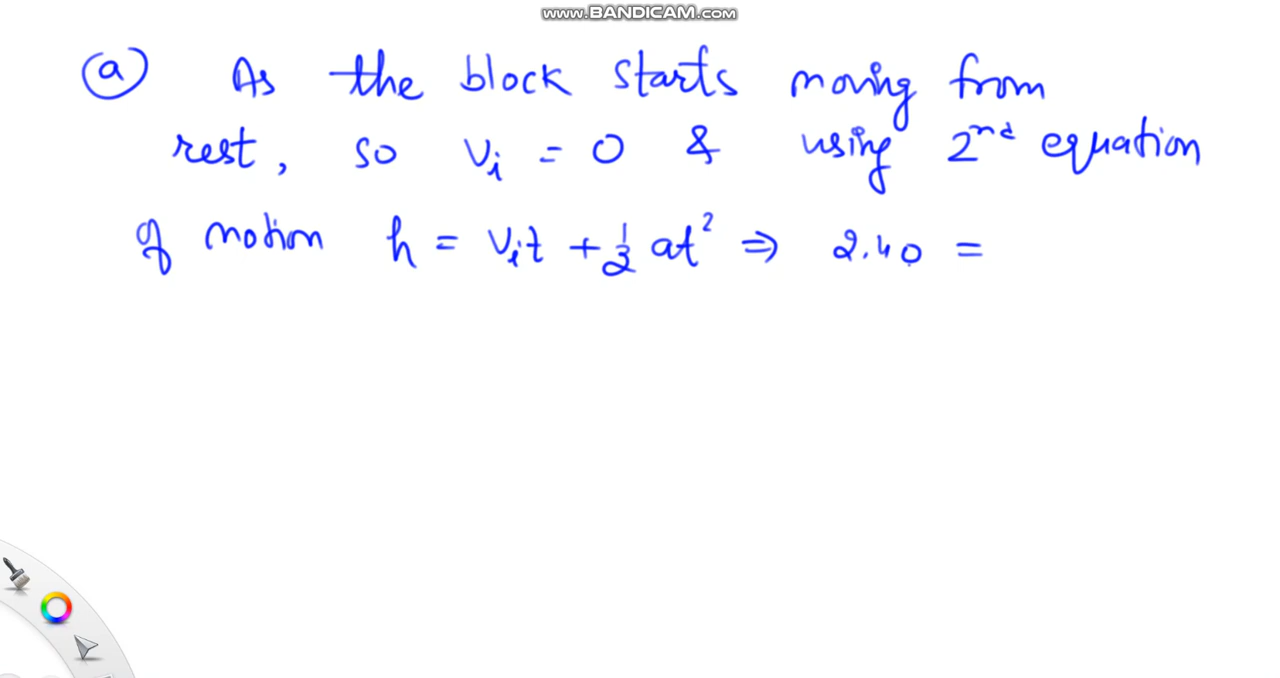 www.BANDICAM.com
(a) As the block starts moving from
rest, so vᵢ = 0 & using 2ⁿᵈ equation
of motion h = vᵢt + ½ at² ⇒ 2.40 =